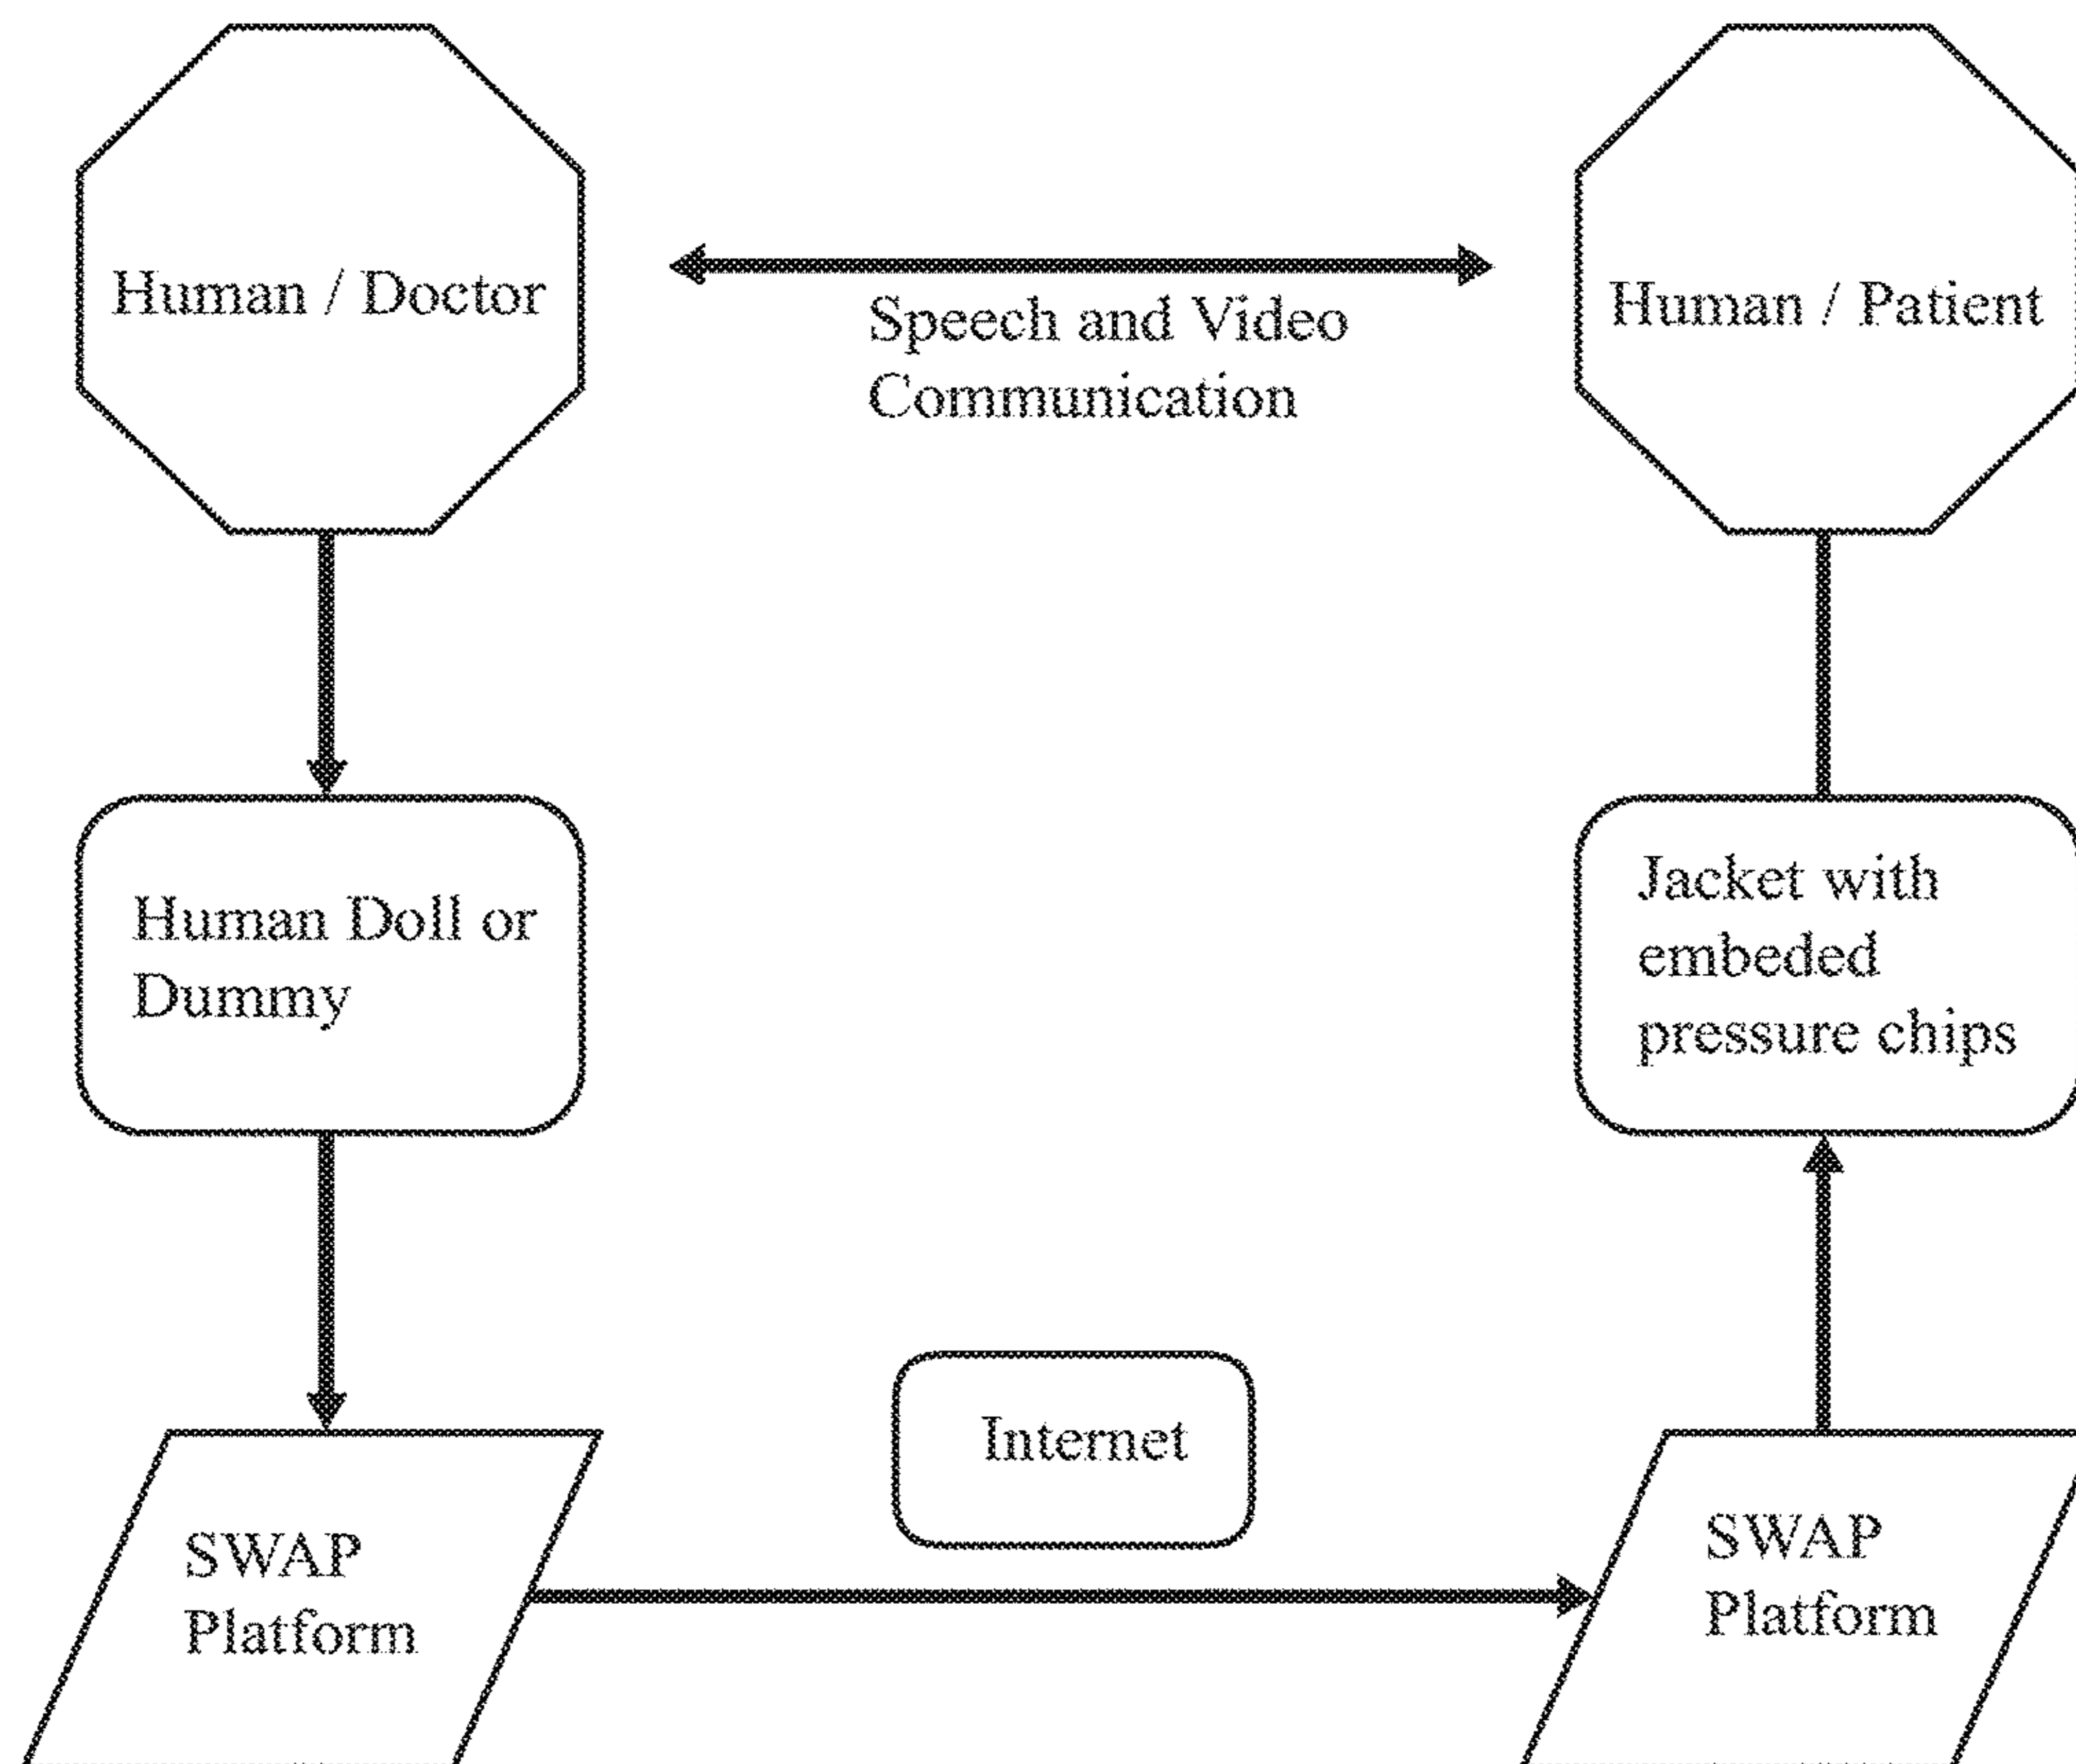 Human / Doctor
Speech and Video
Communication
Human / Patient
Human Doll or
Dummy
Jacket with
embeded
pressure chips
Internet
SWAP
Platform
SWAP
Platform